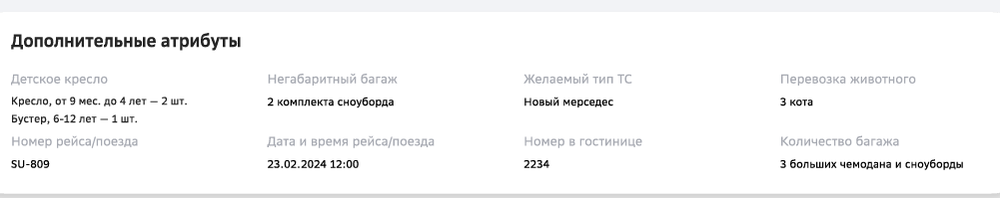 Дополнительные атрибуты
Детское кресло
Негабаритный багаж
Желаемый тип ТС
Перевозка животного
Кресло, от 9 мес. до 4 лет — 2 шт.
2 комплекта сноуборда
Новый мерседес
3 кота
Бустер, 6-12 лет — 1 шт.
Номер рейса/поезда
Дата и время рейса/поезда
Номер в гостинице
Количество багажа
SU-809
23.02.2024 12:00
2234
3 больших чемодана и сноуборды